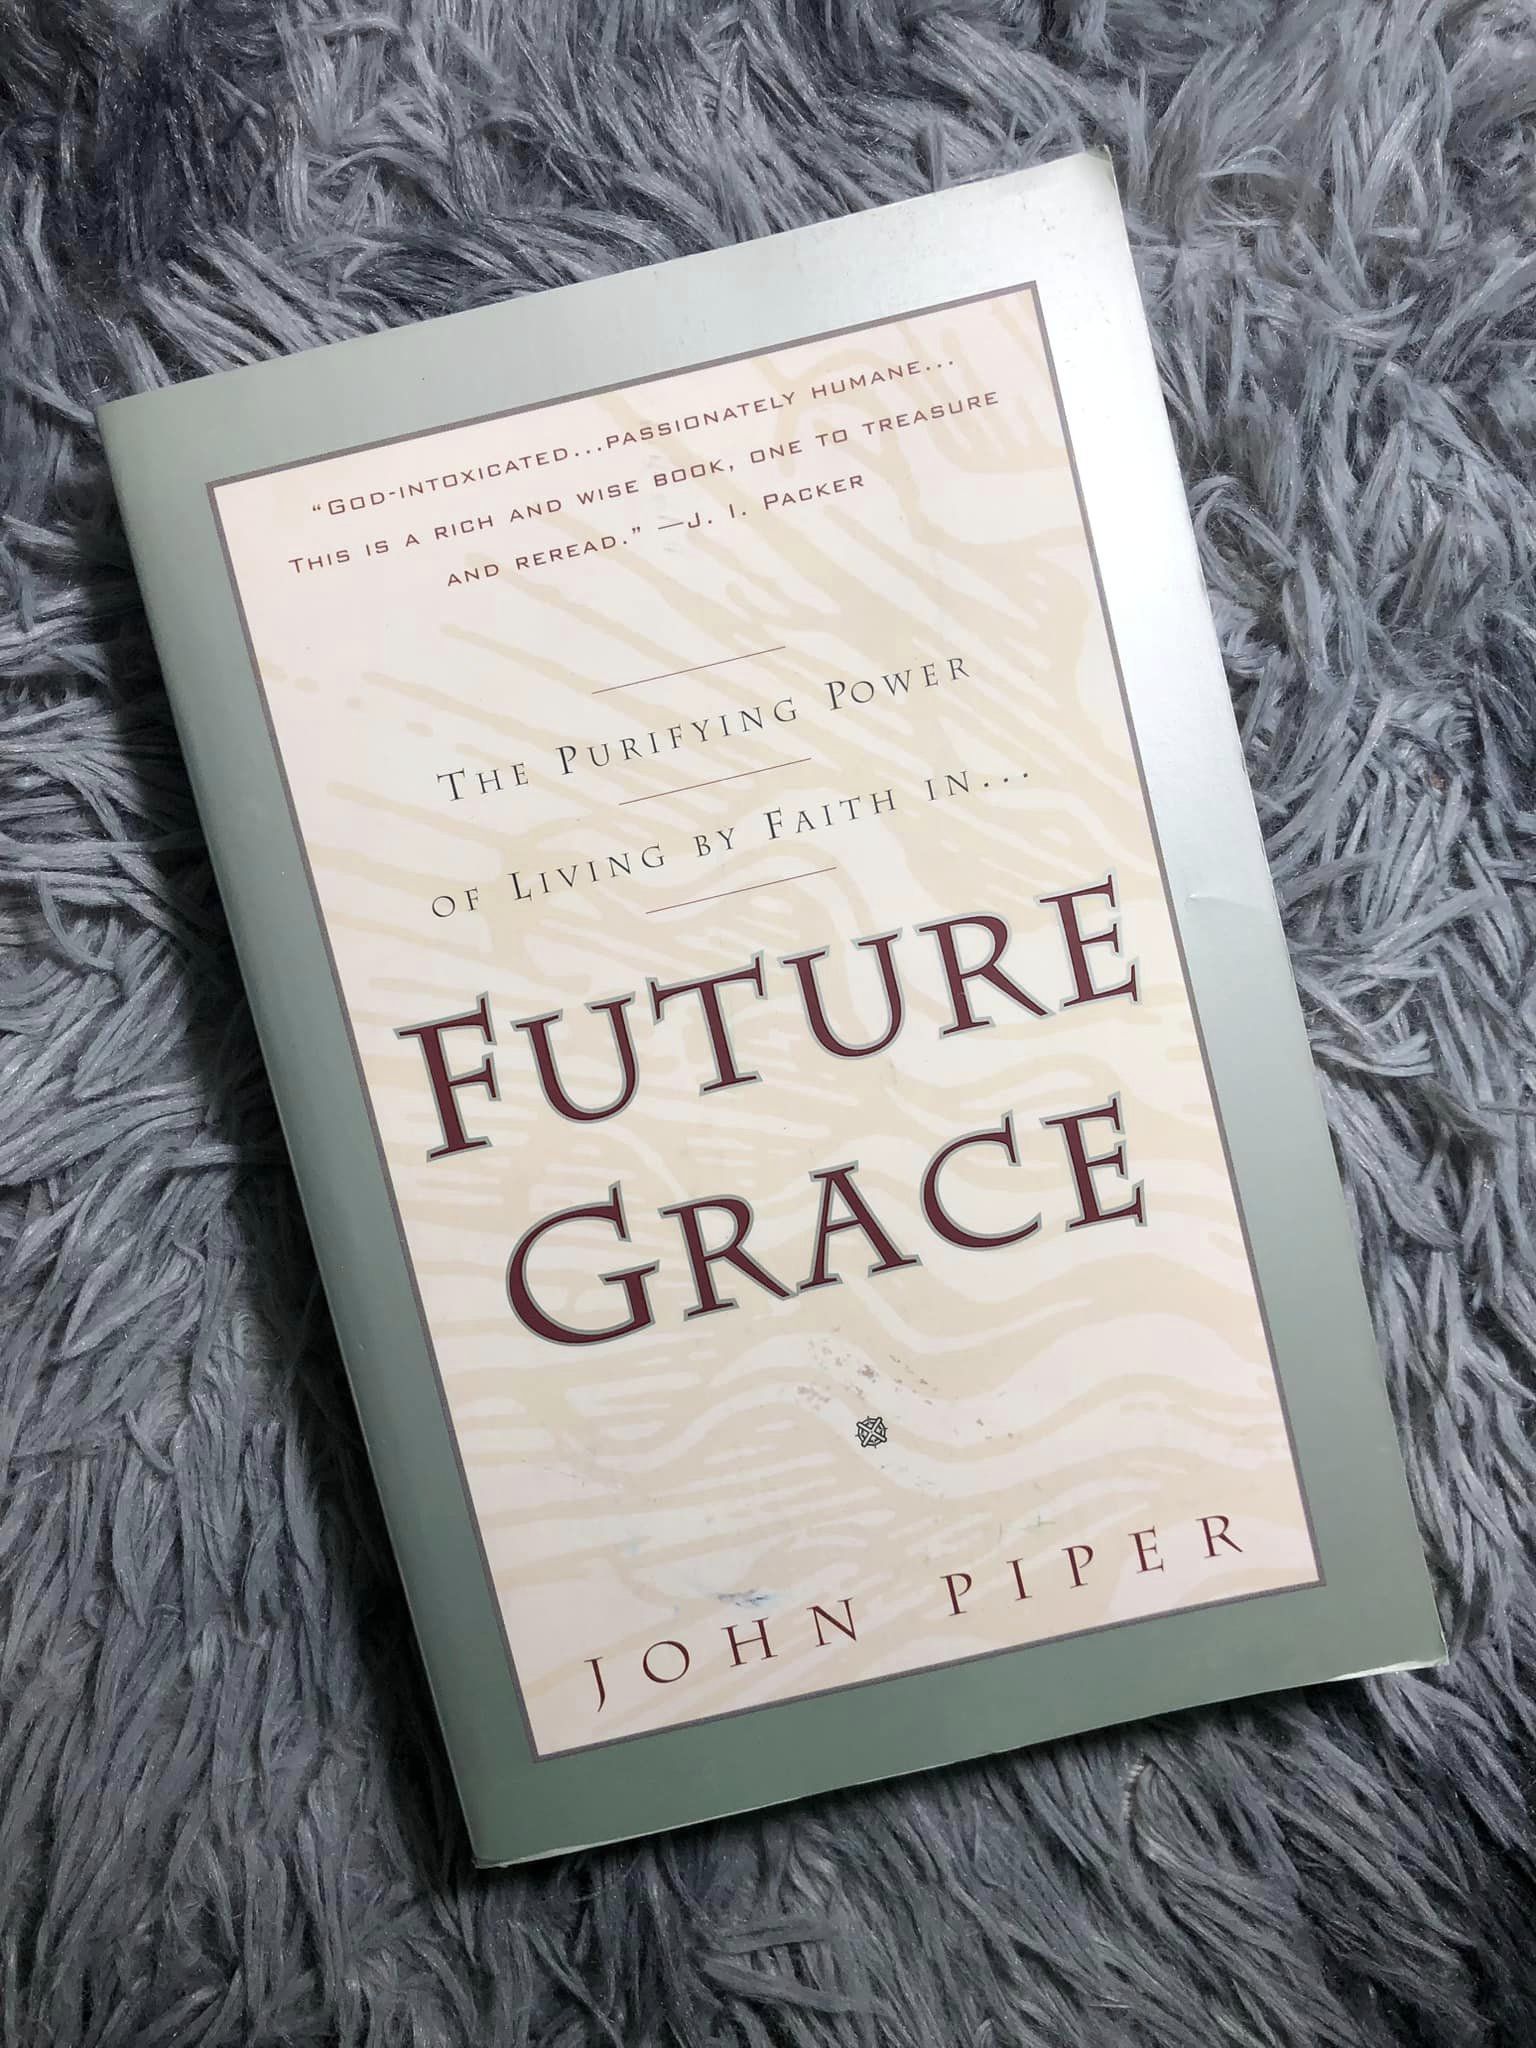 "GOD-INTOXICATED...PASSIONATELY HUMANE...
THIS IS A RICH AND WISE BOOK, ONE TO TREASURE
AND REREAD." —J. I. PACKER
THE PURIFYING POWER
OF LIVING BY FAITH IN...
FUTURE
GRACE
JOHN PIPER